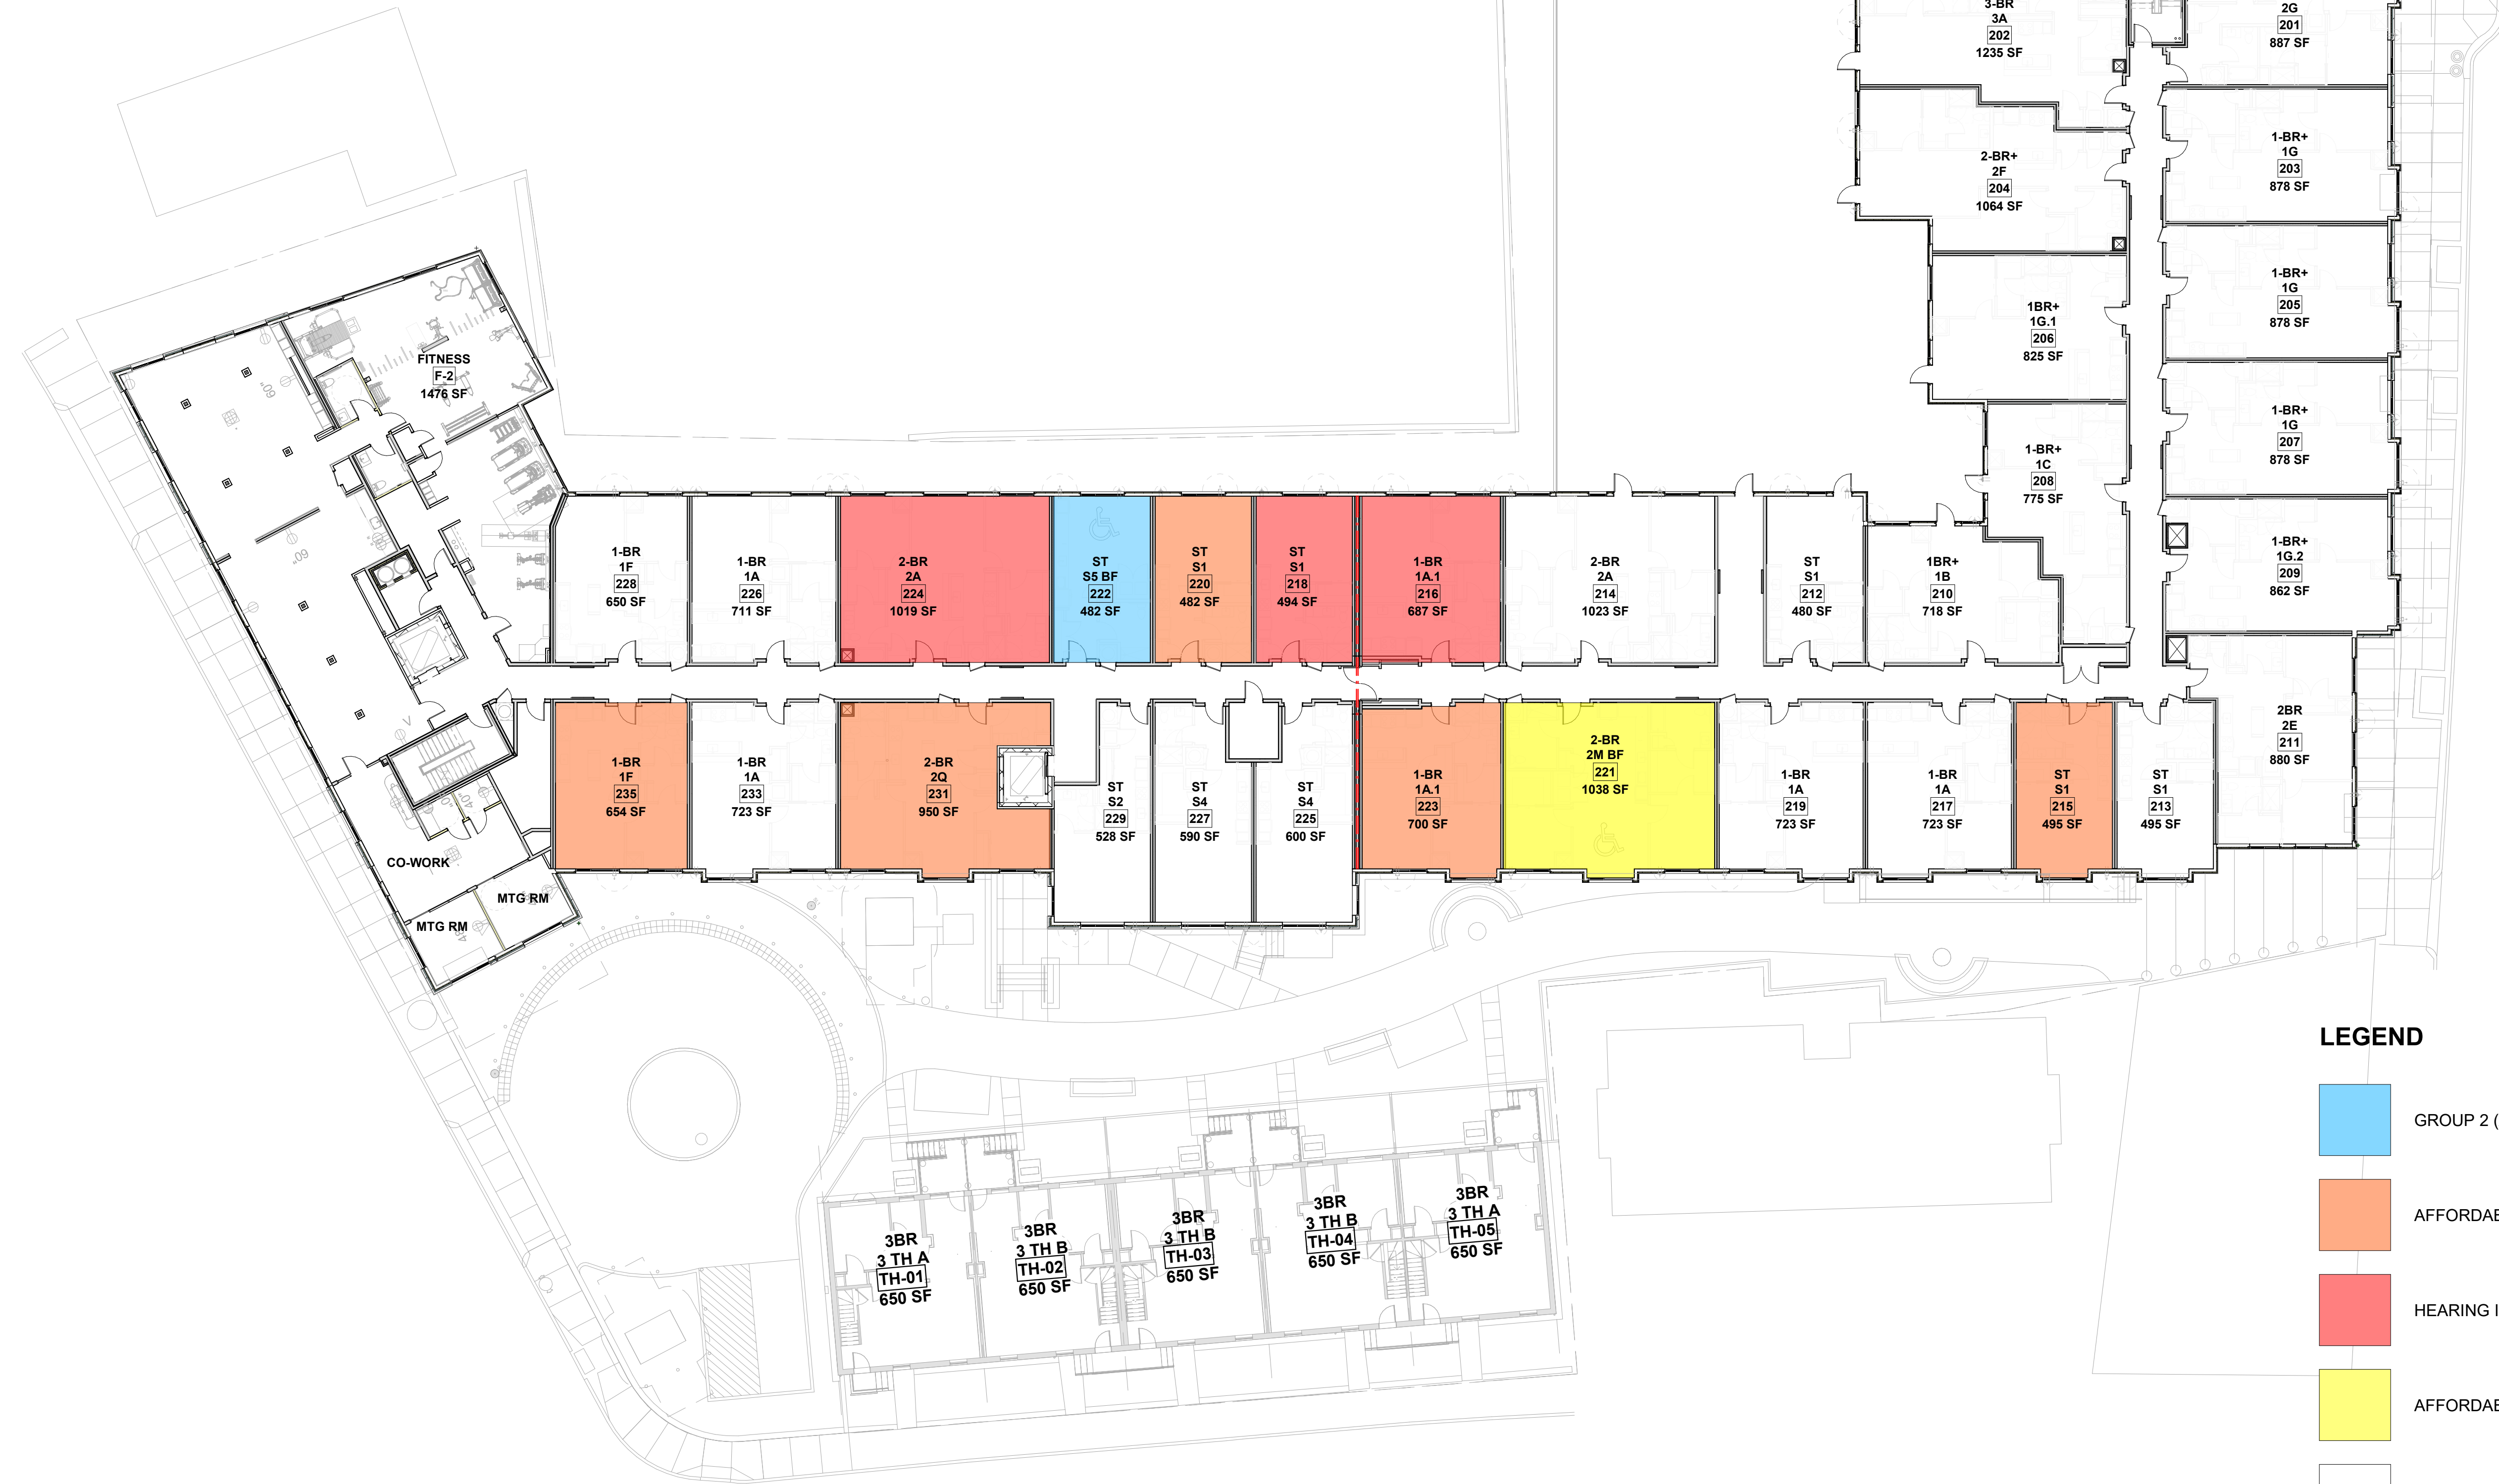 3-BR
3A
202
1235 SF
2G
201
887 SF
2-BR+
2F
204
1064 SF
1-BR+
1G
203
878 SF
1BR+
1G.1
206
825 SF
1-BR+
1G
205
878 SF
1-BR+
1C
208
775 SF
1-BR+
1G
207
878 SF
FITNESS
F-2
1476 SF
1-BR
1F
228
650 SF
1-BR
1A
226
711 SF
2-BR
2A
224
1019 SF
ST
S5 BF
222
482 SF
ST
S1
220
482 SF
ST
S1
218
494 SF
1-BR
1A.1
216
687 SF
2-BR
2A
214
1023 SF
ST
S1
212
480 SF
1BR+
1B
210
718 SF
1-BR+
1G.2
209
862 SF
1-BR
1F
235
654 SF
1-BR
1A
233
723 SF
2-BR
2Q
231
950 SF
ST
S2
229
528 SF
ST
S4
227
590 SF
ST
S4
225
600 SF
1-BR
1A.1
223
700 SF
2-BR
2M BF
221
1038 SF
1-BR
1A
219
723 SF
1-BR
1A
217
723 SF
ST
S1
215
495 SF
ST
S1
213
495 SF
2BR
2E
211
880 SF
CO-WORK
MTG RM
MTG RM
3BR
3 TH A
TH-01
650 SF
3BR
3 TH B
TH-02
650 SF
3BR
3 TH B
TH-03
650 SF
3BR
3 TH B
TH-04
650 SF
3BR
3 TH A
TH-05
650 SF
LEGEND
GROUP 2 (
AFFORDAB
HEARING I
AFFORDAB